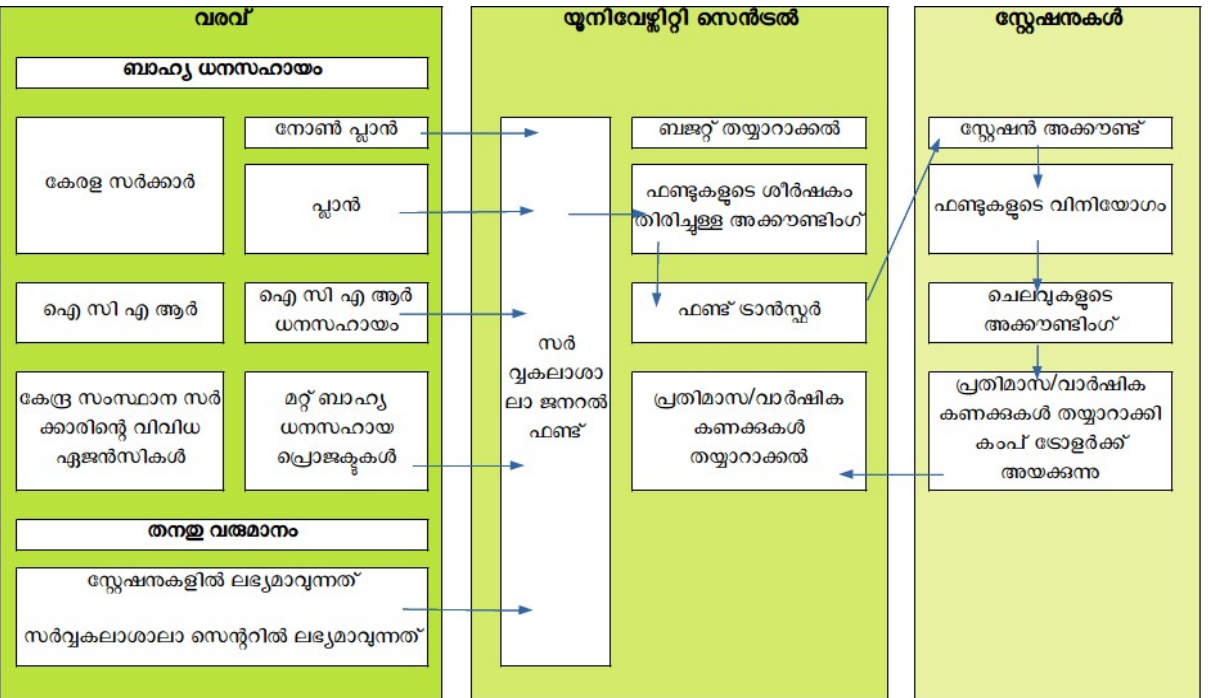 വരവ്
ബാഹ്യ ധനസഹായം
കേരള സർക്കാർ
നോൺ പ്ലാൻ
പ്ലാൻ
ഐ സി എ ആർ
ഐ സി എ ആർ
ധനസഹായം
കേന്ദ്ര സംസ്ഥാന സർ
ക്കാരിന്റെ വിവിധ
ഏജൻസികൾ
മറ്റ് ബാഹ്യ
ധനസഹായ
പ്രൊജക്ടുകൾ
തനതു വരുമാനം
സ്റ്റേഷനുകളിൽ ലഭ്യമാവുന്നത്
സർവ്വകലാശാലാ സെന്ററിൽ ലഭ്യമാവുന്നത്
യൂനിവേഴ്സിറ്റി സെൻട്രൽ
സർ
വ്വകലാശാ
ലാ ജനറൽ
ഫണ്ട്
ബജറ്റ് തയ്യാറാക്കൽ
ഫണ്ടുകളുടെ ശീർഷകം
തിരിച്ചുള്ള അക്കൗണ്ടിംഗ്
ഫണ്ട് ട്രാൻസ്ഫർ
പ്രതിമാസ/വാർഷിക
കണക്കുകൾ
തയ്യാറാക്കൽ
സ്റ്റേഷനുകൾ
സ്റ്റേഷൻ അക്കൗണ്ട്
ഫണ്ടുകളുടെ വിനിയോഗം
ചെലവുകളുടെ
അക്കൗണ്ടിംഗ്
പ്രതിമാസ/വാർഷിക
കണക്കുകൾ തയ്യാറാക്കി
കംപ് ട്രോളർക്ക്
അയക്കുന്നു